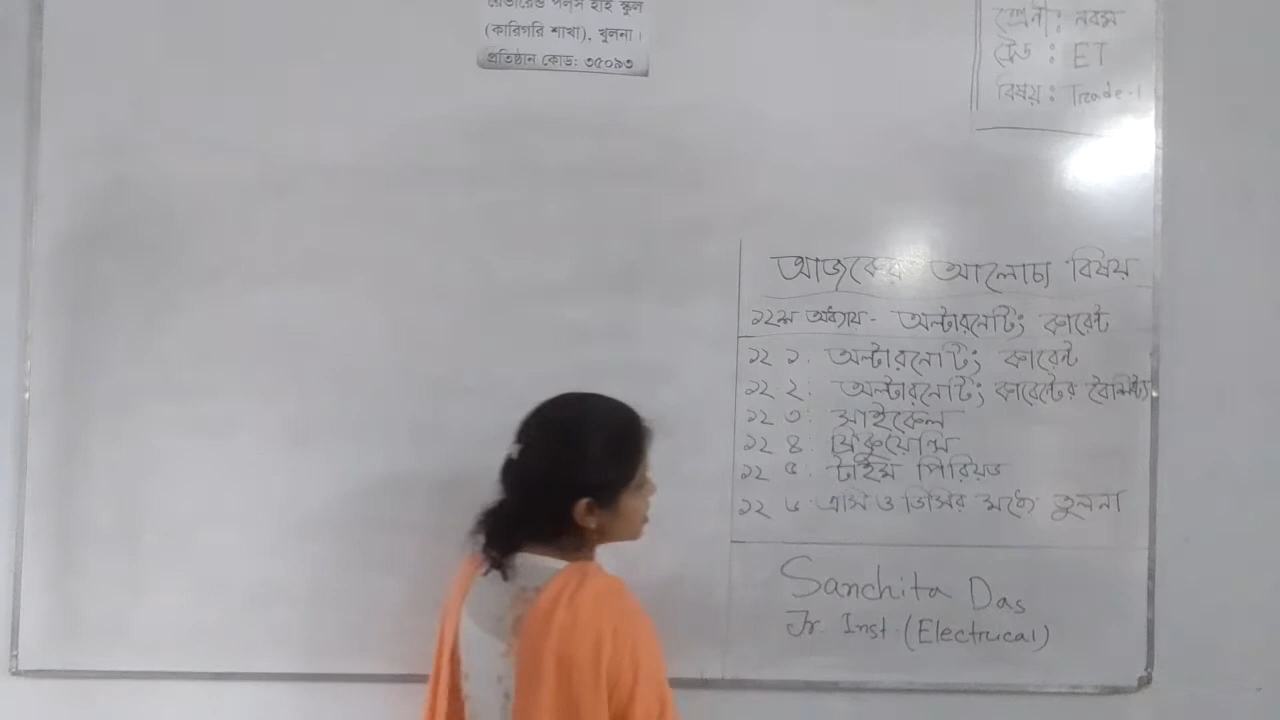 রেভারেন্ড পলস্ হাই স্কুল
(কারিগরি শাখা), খুলনা।
প্রতিষ্ঠান কোড: ৩৫০৯৩
শ্রেনী: নবম
ট্রেড : ET
বিষয় : Trade-1
আজকের আলোচ্য বিষয়
১২শ অধ্যায় - অল্টারনেটিং কারেন্ট
১২.১. অল্টারনেটিং কারেন্ট
১২.২. অল্টারনেটিং কারেন্টের বৈশিষ্ট্য
১২.৩. সাইকেল
১২.৪. ফ্রিকুয়েন্সি
১২.৫. টাইম পিরিয়ড
১২.৬. এসি ও ডিসির মধ্যে তুলনা
Sanchita Das
Jr. Inst. (Electrical)